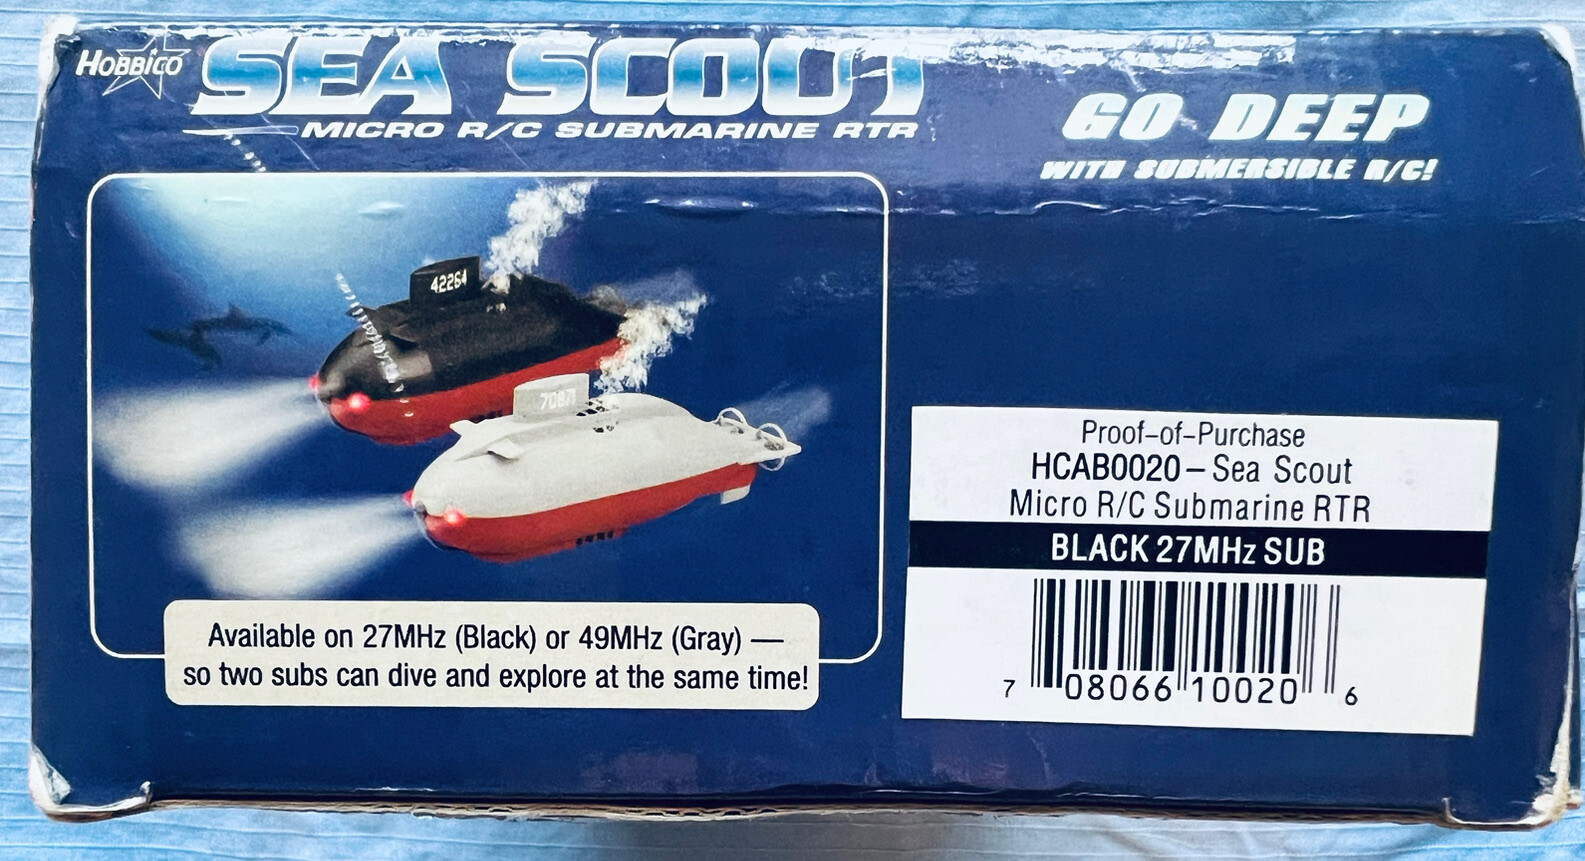 HOBBICO
SEA SCOUT
MICRO R/C SUBMARINE RTR
GO DEEP
WITH SUBMERSIBLE R/C!
42264
70871
Available on 27MHz (Black) or 49MHz (Gray) —
so two subs can dive and explore at the same time!
Proof-of-Purchase
HCAB0020 – Sea Scout
Micro R/C Submarine RTR
BLACK 27MHz SUB
7 08066 10020 6